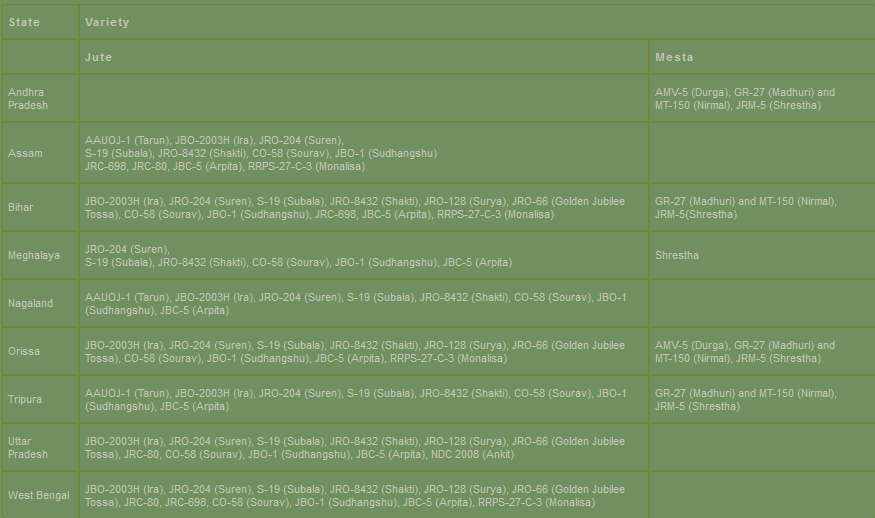 State Variety
Jute Mesta
Andhra
Pradesh
AMV-5 (Durga), GR-27 (Madhuri) and
MT-150 (Nirmal), JRM-5 (Shrestha)
Assam
AAUOJ-1 (Tarun), JBO-2003H (Ira), JRO-204 (Suren),
S-19 (Subala), JRO-8432 (Shakti), CO-58 (Sourav), JBO-1 (Sudhangshu)
JRC-698, JRC-80, JBC-5 (Arpita), RRPS-27-C-3 (Monalisa)
Bihar
JBO-2003H (Ira), JRO-204 (Suren), S-19 (Subala), JRO-8432 (Shakti), JRO-128 (Surya), JRO-66 (Golden Jubilee
Tossa), CO-58 (Sourav), JBO-1 (Sudhangshu), JRC-698, JBC-5 (Arpita), RRPS-27-C-3 (Monalisa)
GR-27 (Madhuri) and MT-150 (Nirmal),
JRM-5(Shrestha)
Meghalaya
JRO-204 (Suren),
S-19 (Subala), JRO-8432 (Shakti), CO-58 (Sourav), JBO-1 (Sudhangshu), JBC-5 (Arpita)
Shrestha
Nagaland
AAUOJ-1 (Tarun), JBO-2003H (Ira), JRO-204 (Suren), S-19 (Subala), JRO-8432 (Shakti), CO-58 (Sourav), JBO-1
(Sudhangshu), JBC-5 (Arpita)
Orissa
JBO-2003H (Ira), JRO-204 (Suren), S-19 (Subala), JRO-8432 (Shakti), JRO-128 (Surya), JRO-66 (Golden Jubilee
Tossa), CO-58 (Sourav), JBO-1 (Sudhangshu), JBC-5 (Arpita), RRPS-27-C-3 (Monalisa)
AMV-5 (Durga), GR-27 (Madhuri) and
MT-150 (Nirmal), JRM-5 (Shrestha)
Tripura
AAUOJ-1 (Tarun), JBO-2003H (Ira), JRO-204 (Suren), S-19 (Subala), JRO-8432 (Shakti), CO-58 (Sourav), JBO-1
(Sudhangshu), JBC-5 (Arpita)
GR-27 (Madhuri) and MT-150 (Nirmal),
JRM-5 (Shrestha)
Uttar
Pradesh
JBO-2003H (Ira), JRO-204 (Suren), S-19 (Subala), JRO-8432 (Shakti), JRO-128 (Surya), JRO-66 (Golden Jubilee
Tossa), JRC-80, CO-58 (Sourav), JBO-1 (Sudhangshu), JBC-5 (Arpita), NDC 2008 (Ankit)
West Bengal
JBO-2003H (Ira), JRO-204 (Suren), S-19 (Subala), JRO-8432 (Shakti), JRO-128 (Surya), JRO-66 (Golden Jubilee
Tossa), JRC-80, JRC-698, CO-58 (Sourav), JBO-1 (Sudhangshu), JBC-5 (Arpita), RRPS-27-C-3 (Monalisa)